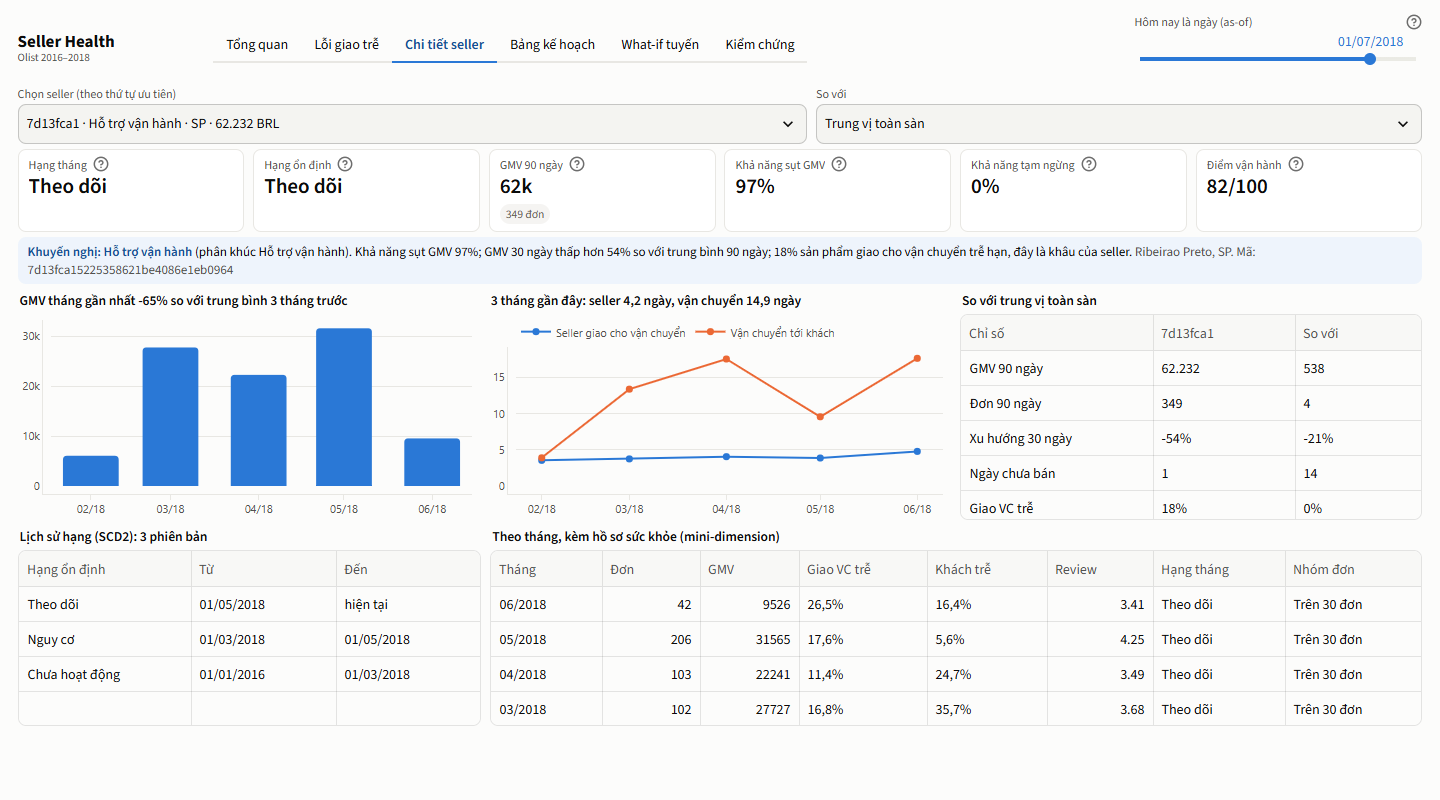 Seller Health
Olist 2016–2018
Tổng quan
Lỗi giao trễ
Chi tiết seller
Bảng kế hoạch
What-if tuyến
Kiểm chứng
Hôm nay là ngày (as-of)
01/07/2018
Chọn seller (theo thứ tự ưu tiên)
7d13fca1 · Hỗ trợ vận hành · SP · 62.232 BRL
So với
Trung vị toàn sàn
Hạng tháng
Theo dõi
Hạng ổn định
Theo dõi
GMV 90 ngày
62k
349 đơn
Khả năng sụt GMV
97%
Khả năng tạm ngừng
0%
Điểm vận hành
82/100
Khuyến nghị: Hỗ trợ vận hành (phân khúc Hỗ trợ vận hành). Khả năng sụt GMV 97%; GMV 30 ngày thấp hơn 54% so với trung bình 90 ngày; 18% sản phẩm giao cho vận chuyển trễ hạn, đây là khâu của seller. Ribeirao Preto, SP. Mã:
7d13fca15225358621be4086e1eb0964
GMV tháng gần nhất -65% so với trung bình 3 tháng trước
30k
20k
10k
0
02/18 03/18 04/18 05/18 06/18
3 tháng gần đây: seller 4,2 ngày, vận chuyển 14,9 ngày
Seller giao cho vận chuyển
Vận chuyển tới khách
15
10
5
0
02/18 03/18 04/18 05/18 06/18
So với trung vị toàn sàn
Chỉ số 7d13fca1 So với
GMV 90 ngày 62.232 538
Đơn 90 ngày 349 4
Xu hướng 30 ngày -54% -21%
Ngày chưa bán 1 14
Giao VC trễ 18% 0%
Lịch sử hạng (SCD2): 3 phiên bản
Hạng ổn định Từ Đến
Theo dõi 01/05/2018 hiện tại
Nguy cơ 01/03/2018 01/05/2018
Chưa hoạt động 01/01/2016 01/03/2018
Theo tháng, kèm hồ sơ sức khỏe (mini-dimension)
Tháng Đơn GMV Giao VC trễ Khách trễ Review Hạng tháng Nhóm đơn
06/2018 42 9526 26,5% 16,4% 3.41 Theo dõi Trên 30 đơn
05/2018 206 31565 17,6% 5,6% 4.25 Theo dõi Trên 30 đơn
04/2018 103 22241 11,4% 24,7% 3.49 Theo dõi Trên 30 đơn
03/2018 102 27727 16,8% 35,7% 3.68 Theo dõi Trên 30 đơn